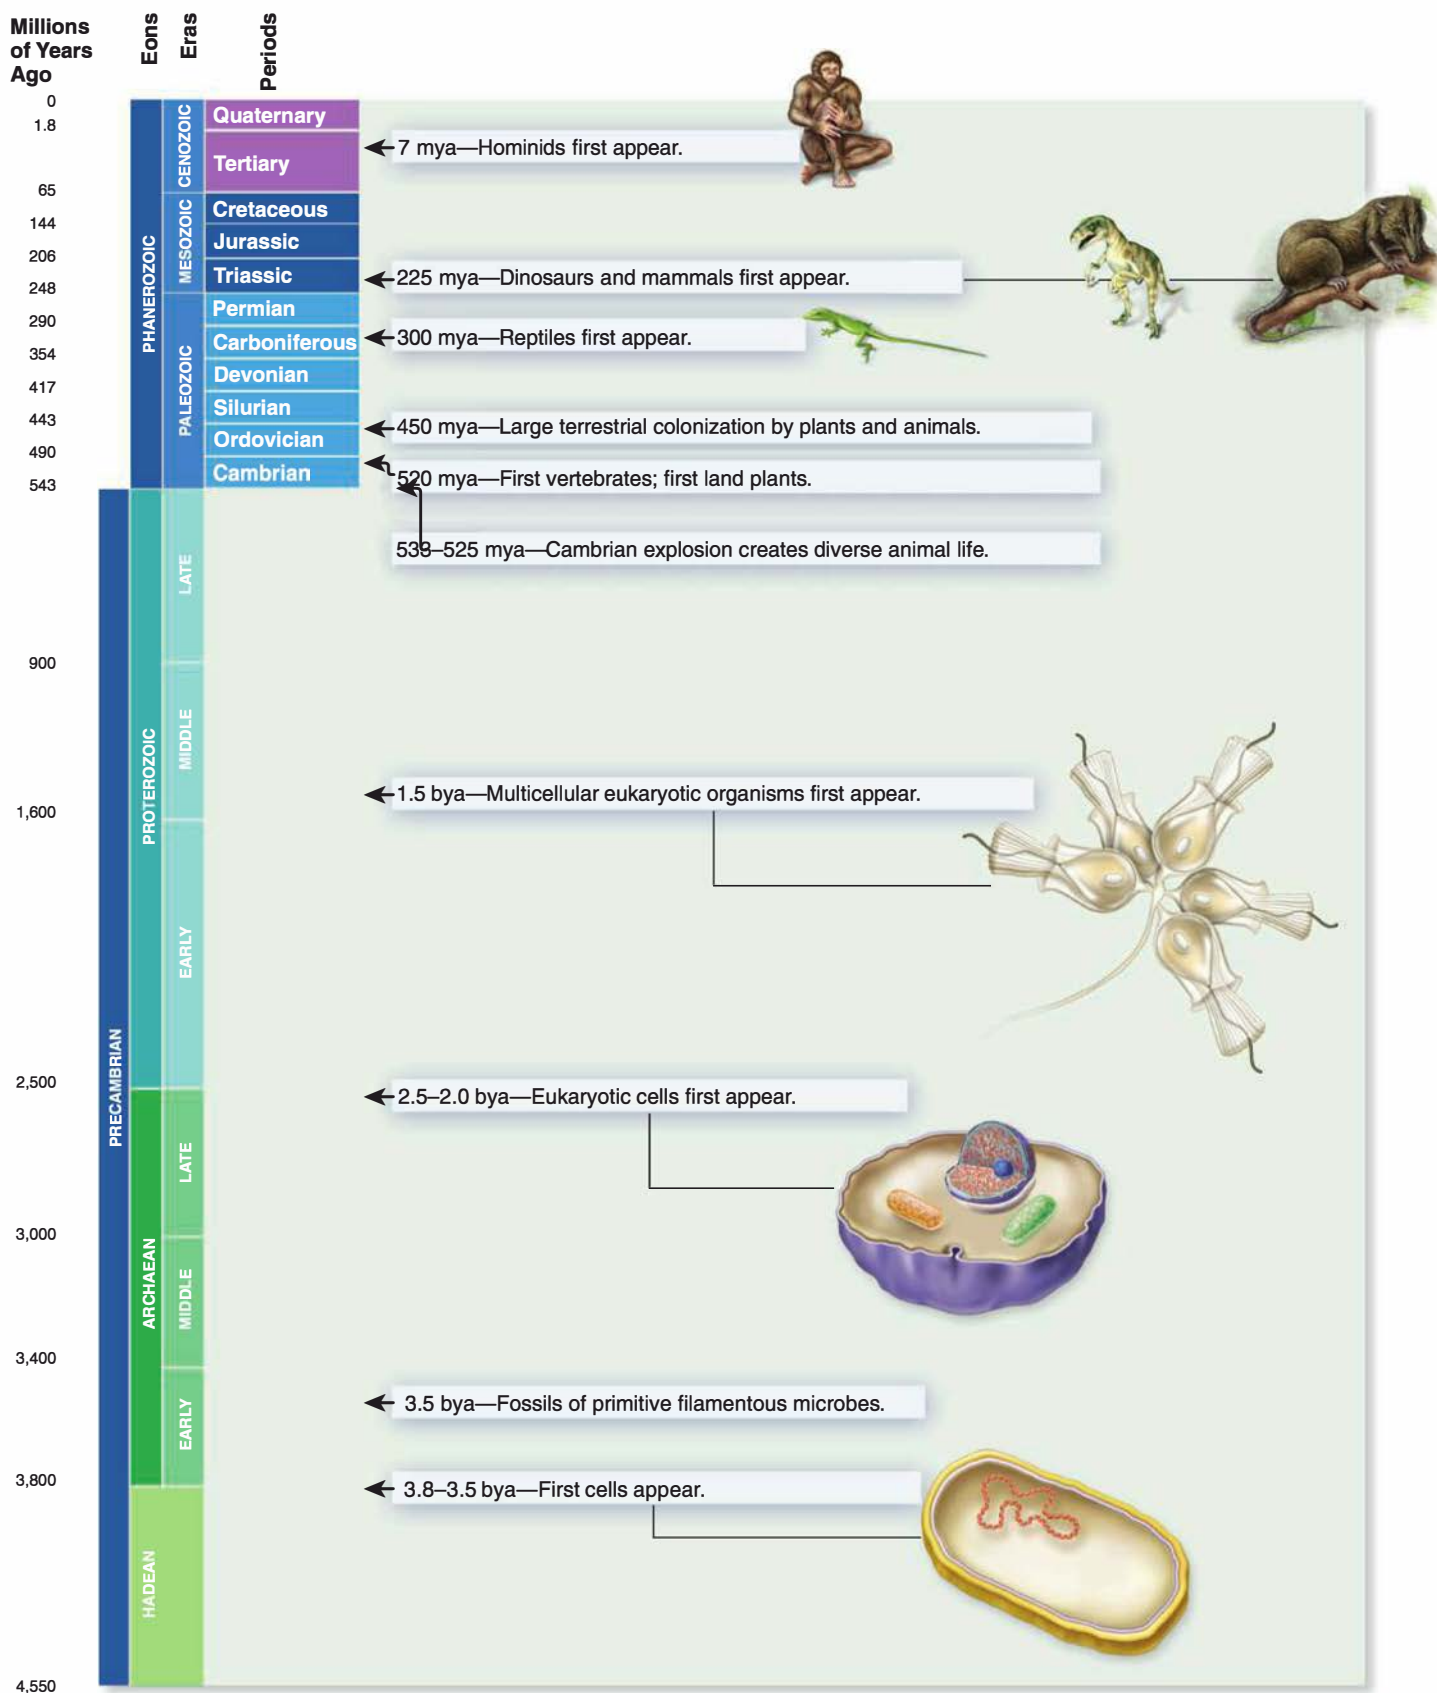 Millions
of Years
Ago
Eons
Eras
Periods
0
1.8
65
144
206
248
290
354
417
443
490
543
900
1,600
2,500
3,000
3,400
3,800
4,550
PRECAMBRIAN
PHANEROZOIC
PROTEROZOIC
ARCHAEAN
HADEAN
CENOZOIC
MESOZOIC
PALEOZOIC
LATE
MIDDLE
EARLY
LATE
MIDDLE
EARLY
Quaternary
Tertiary
Cretaceous
Jurassic
Triassic
Permian
Carboniferous
Devonian
Silurian
Ordovician
Cambrian
7 mya—Hominids first appear.
225 mya—Dinosaurs and mammals first appear.
300 mya—Reptiles first appear.
450 mya—Large terrestrial colonization by plants and animals.
520 mya—First vertebrates; first land plants.
533–525 mya—Cambrian explosion creates diverse animal life.
1.5 bya—Multicellular eukaryotic organisms first appear.
2.5–2.0 bya—Eukaryotic cells first appear.
3.5 bya—Fossils of primitive filamentous microbes.
3.8–3.5 bya—First cells appear.